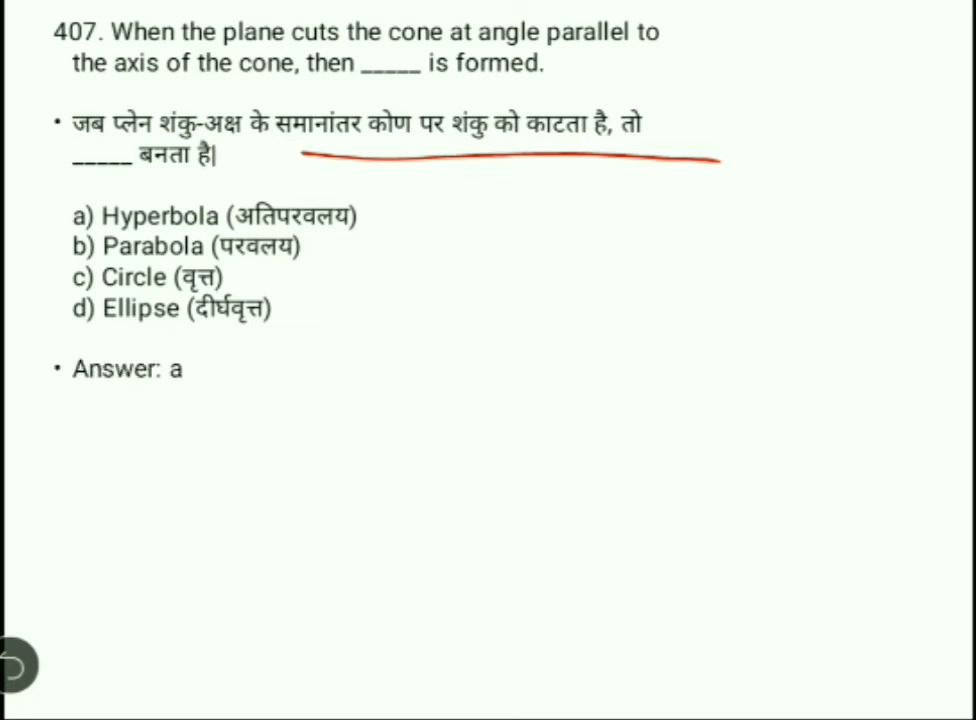 407. When the plane cuts the cone at angle parallel to
the axis of the cone, then _____ is formed.
• जब प्लेन शंकु-अक्ष के समानांतर कोण पर शंकु को काटता है, तो
_____ बनता है|
a) Hyperbola (अतिपरवलय)
b) Parabola (परवलय)
c) Circle (वृत्त)
d) Ellipse (दीर्घवृत्त)
• Answer: a